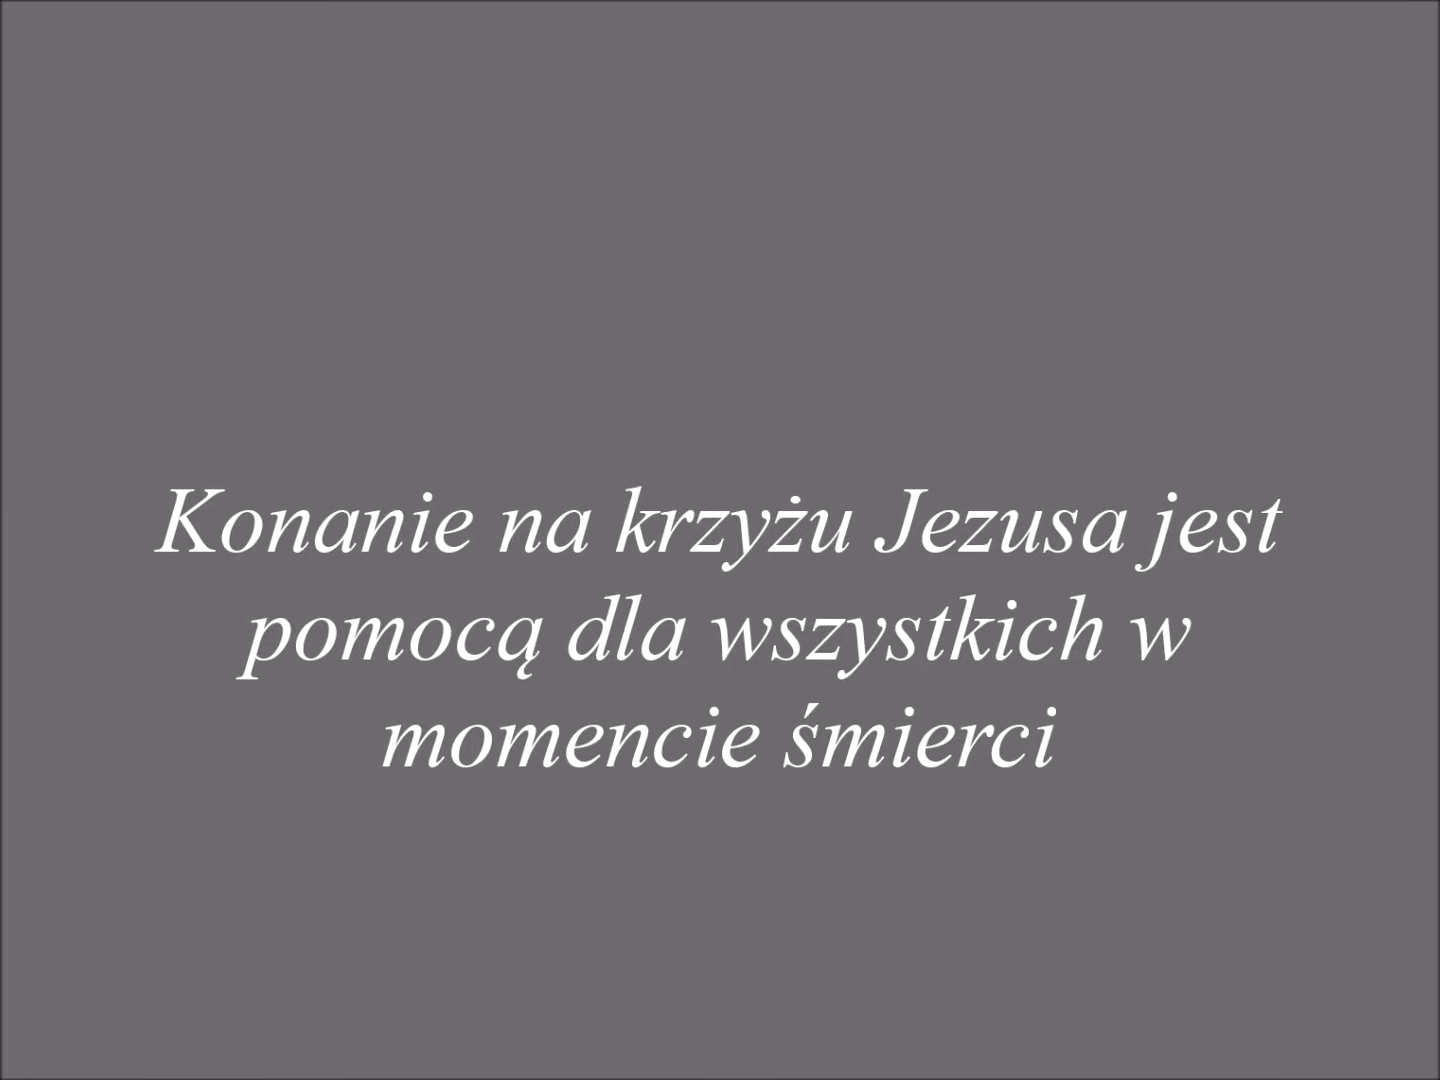 Konanie na krzyżu Jezusa jest
pomocą dla wszystkich w
momencie śmierci